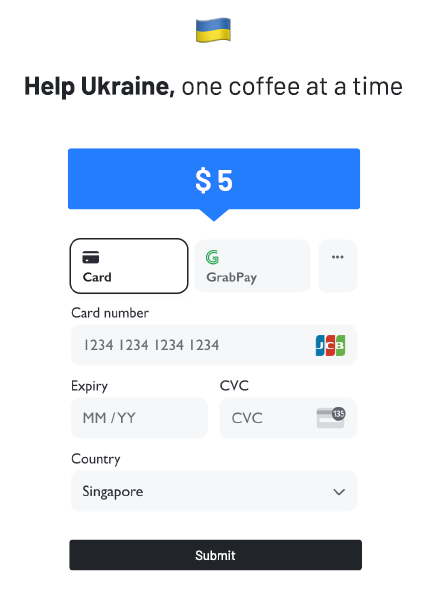 Help Ukraine, one coffee at a time
$ 5
Card
GrabPay
Card number
1234 1234 1234 1234
JCB
Expiry
CVC
MM / YY
CVC
135
Country
Singapore
Submit